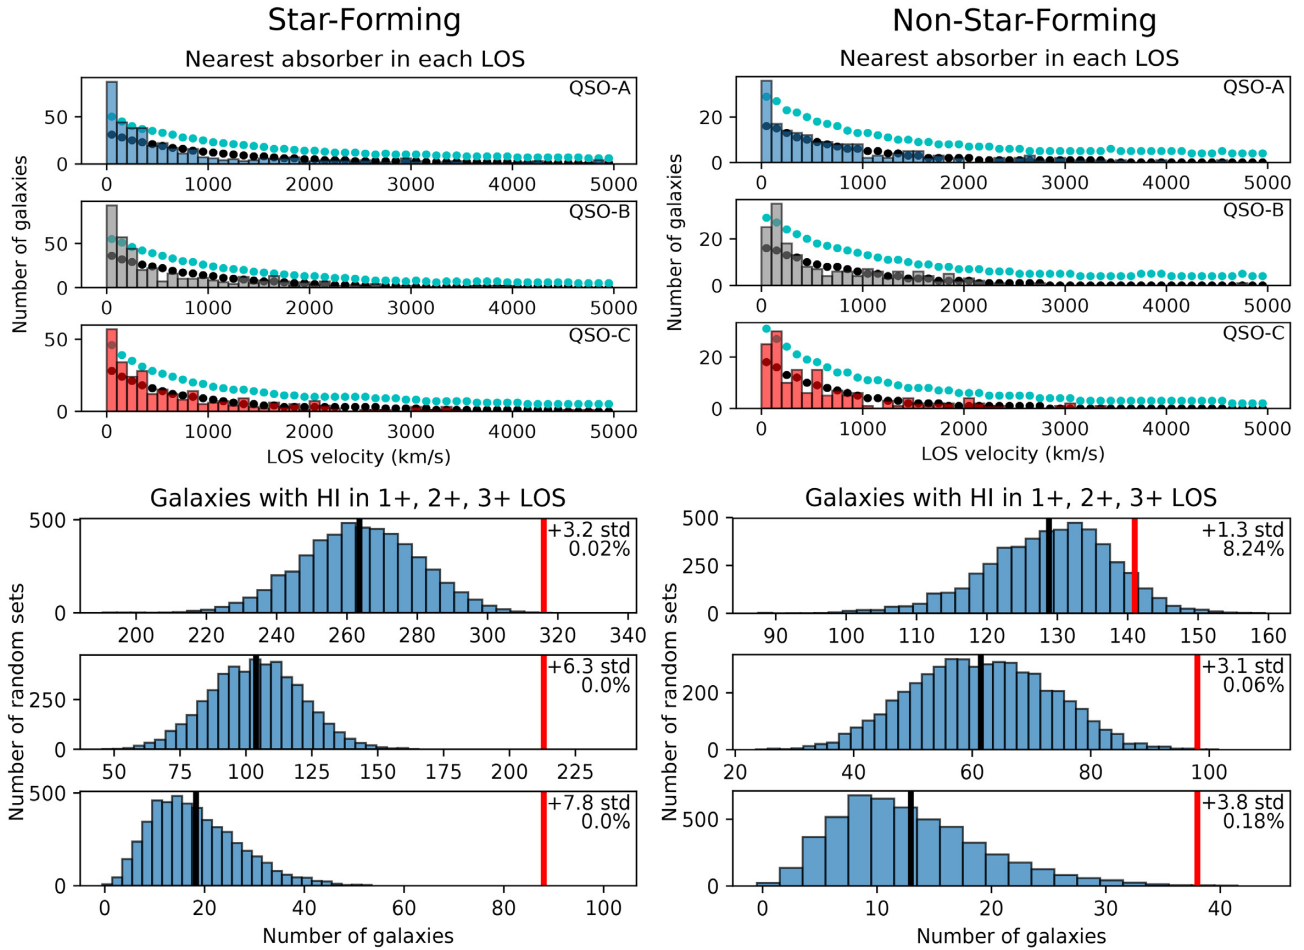 Star-Forming
Nearest absorber in each LOS
Number of galaxies
QSO-A
50
0
0 1000 2000 3000 4000 5000
QSO-B
50
0
0 1000 2000 3000 4000 5000
QSO-C
50
0
0 1000 2000 3000 4000 5000
LOS velocity (km/s)
Galaxies with HI in 1+, 2+, 3+ LOS
Number of random sets
500
0
+3.2 std
0.02%
200 220 240 260 280 300 320 340
250
0
+6.3 std
0.0%
50 75 100 125 150 175 200 225
500
0
+7.8 std
0.0%
0 20 40 60 80 100
Number of galaxies
Non-Star-Forming
Nearest absorber in each LOS
Number of galaxies
QSO-A
20
0
0 1000 2000 3000 4000 5000
QSO-B
20
0
0 1000 2000 3000 4000 5000
QSO-C
20
0
0 1000 2000 3000 4000 5000
LOS velocity (km/s)
Galaxies with HI in 1+, 2+, 3+ LOS
Number of random sets
500
250
0
+1.3 std
8.24%
90 100 110 120 130 140 150 160
200
0
+3.1 std
0.06%
20 40 60 80 100
500
0
+3.8 std
0.18%
0 10 20 30 40
Number of galaxies